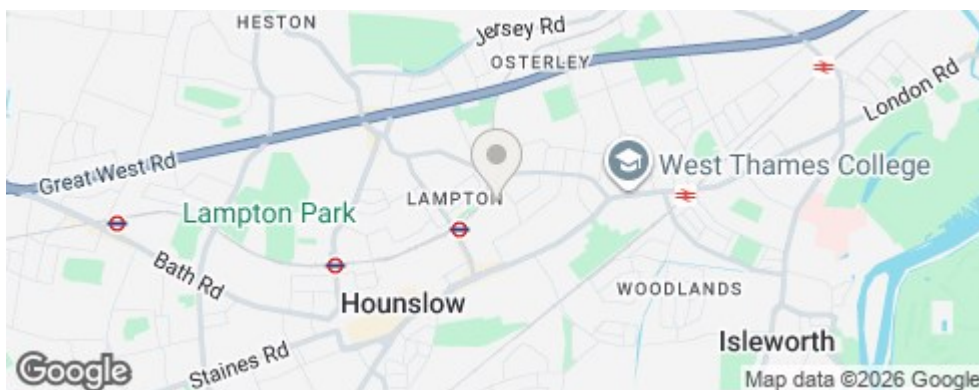 HESTON
Jersey Rd
OSTERLEY
London Rd
Great West Rd
West Thames College
LAMPTON
Lampton Park
Bath Rd
WOODLANDS
Hounslow
Isleworth
Staines Rd
Google
Map data ©2026 Google